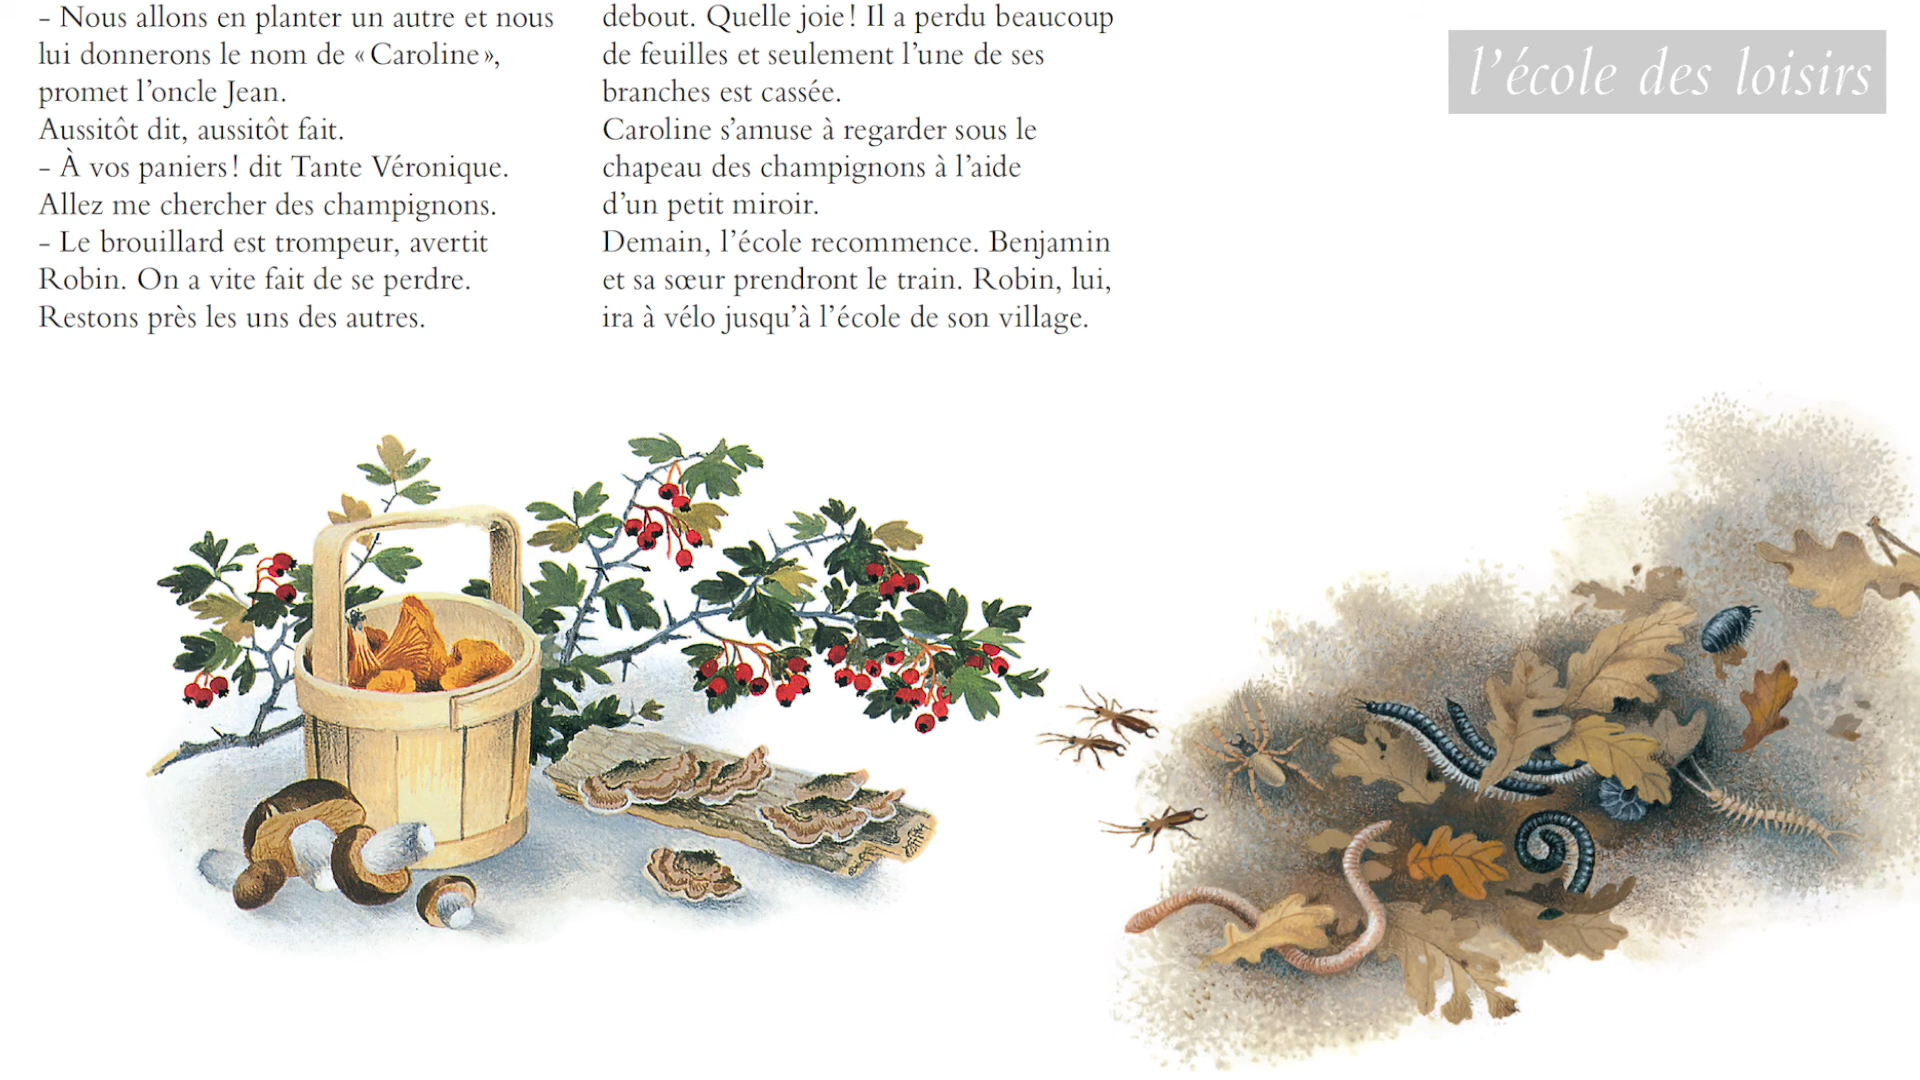 – Nous allons en planter un autre et nous
lui donnerons le nom de « Caroline »,
promet l’oncle Jean.
Aussitôt dit, aussitôt fait.
– À vos paniers ! dit Tante Véronique.
Allez me chercher des champignons.
– Le brouillard est trompeur, avertit
Robin. On a vite fait de se perdre.
Restons près les uns des autres.
debout. Quelle joie ! Il a perdu beaucoup
de feuilles et seulement l’une de ses
branches est cassée.
Caroline s’amuse à regarder sous le
chapeau des champignons à l’aide
d’un petit miroir.
Demain, l’école recommence. Benjamin
et sa sœur prendront le train. Robin, lui,
ira à vélo jusqu’à l’école de son village.
l’école des loisirs